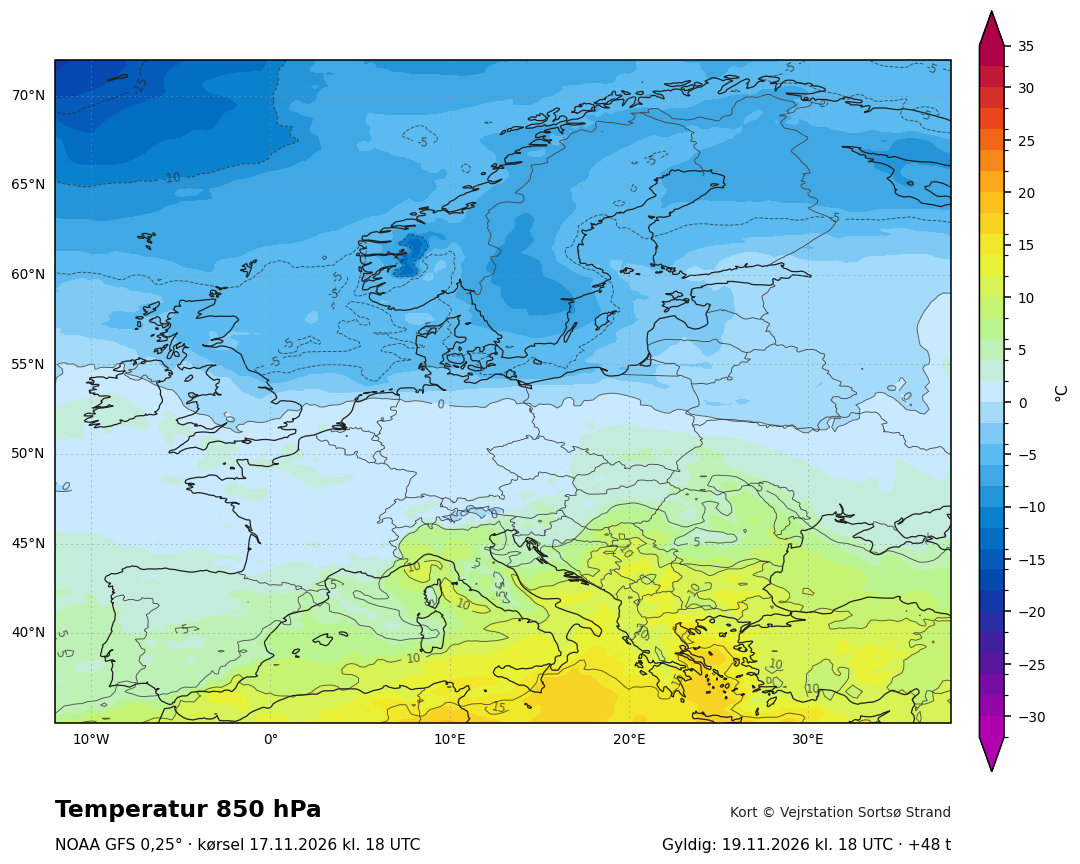 35
30
25
20
15
10
5
0
−5
−10
−15
−20
−25
−30
°C
70°N
65°N
60°N
55°N
50°N
45°N
40°N
10°W
0°
10°E
20°E
30°E
Temperatur 850 hPa
Kort © Vejrstation Sortsø Strand
NOAA GFS 0,25° · kørsel 17.11.2026 kl. 18 UTC
Gyldig: 19.11.2026 kl. 18 UTC · +48 t